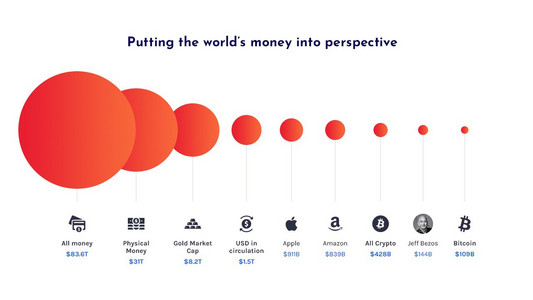 Putting the world's money into perspective
All money
$83.6T
Physical
Money
$31T
Gold Market
Cap
$8.2T
USD in
circulation
$1.5T
Apple
$911B
Amazon
$839B
All Crypto
$428B
Jeff Bezos
$144B
Bitcoin
$109B